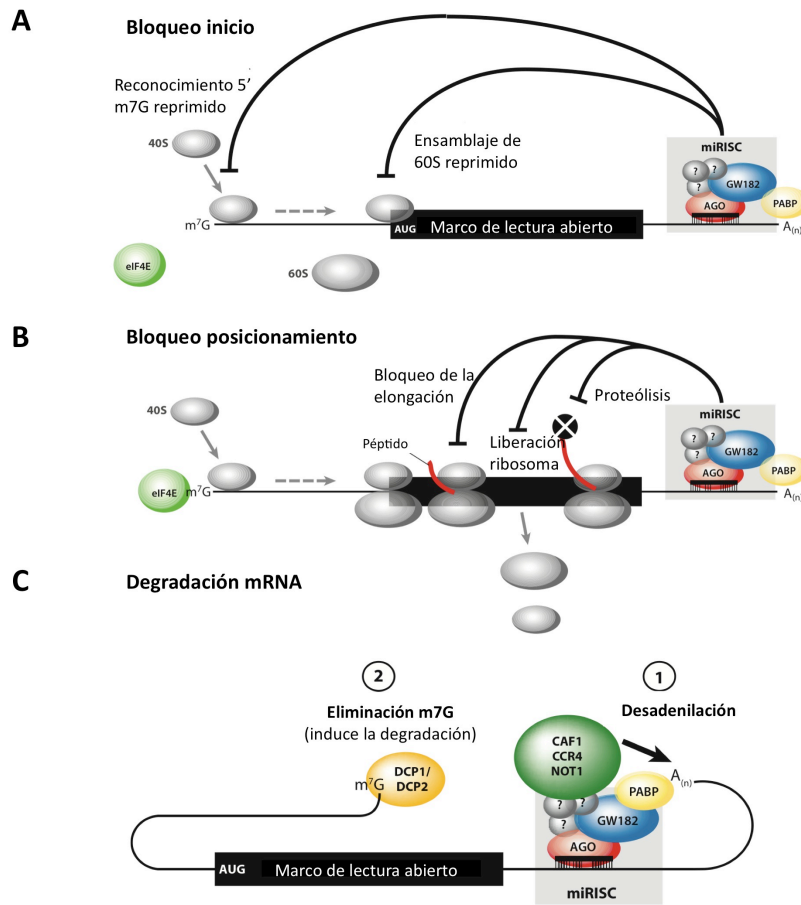 A
Bloqueo inicio
Reconocimiento 5’
m7G reprimido
40S
Ensamblaje de
60S reprimido
miRISC
?
?
?
GW182
AGO
PABP
m⁷G
AUG
Marco de lectura abierto
A(n)
eIF4E
60S
B
Bloqueo posicionamiento
Bloqueo de la
elongación
Proteólisis
40S
miRISC
Péptido
Liberación
ribosoma
?
?
?
GW182
AGO
PABP
eIF4E
m⁷G
A(n)
C
Degradación mRNA
2
1
Eliminación m7G
(induce la degradación)
Desadenilación
CAF1
CCR4
NOT1
m⁷G
DCP1/
DCP2
A(n)
PABP
?
?
?
GW182
AGO
AUG
Marco de lectura abierto
miRISC